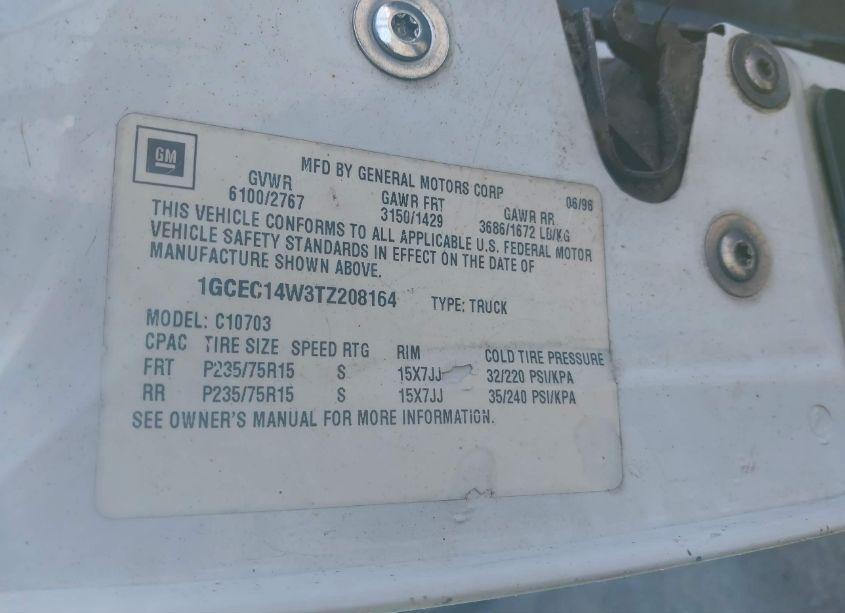 GM
MFD BY GENERAL MOTORS CORP 06/96
GVWR GAWR FRT GAWR RR
6100/2767 3150/1429 3686/1672 LB/KG
THIS VEHICLE CONFORMS TO ALL APPLICABLE U.S. FEDERAL MOTOR
VEHICLE SAFETY STANDARDS IN EFFECT ON THE DATE OF
MANUFACTURE SHOWN ABOVE.
1GCEC14W3TZ208164 TYPE: TRUCK
MODEL: C10703
CPAC TIRE SIZE SPEED RTG RIM COLD TIRE PRESSURE
FRT P235/75R15 S 15X7JJ 32/220 PSI/KPA
RR P235/75R15 S 15X7JJ 35/240 PSI/KPA
SEE OWNER'S MANUAL FOR MORE INFORMATION.